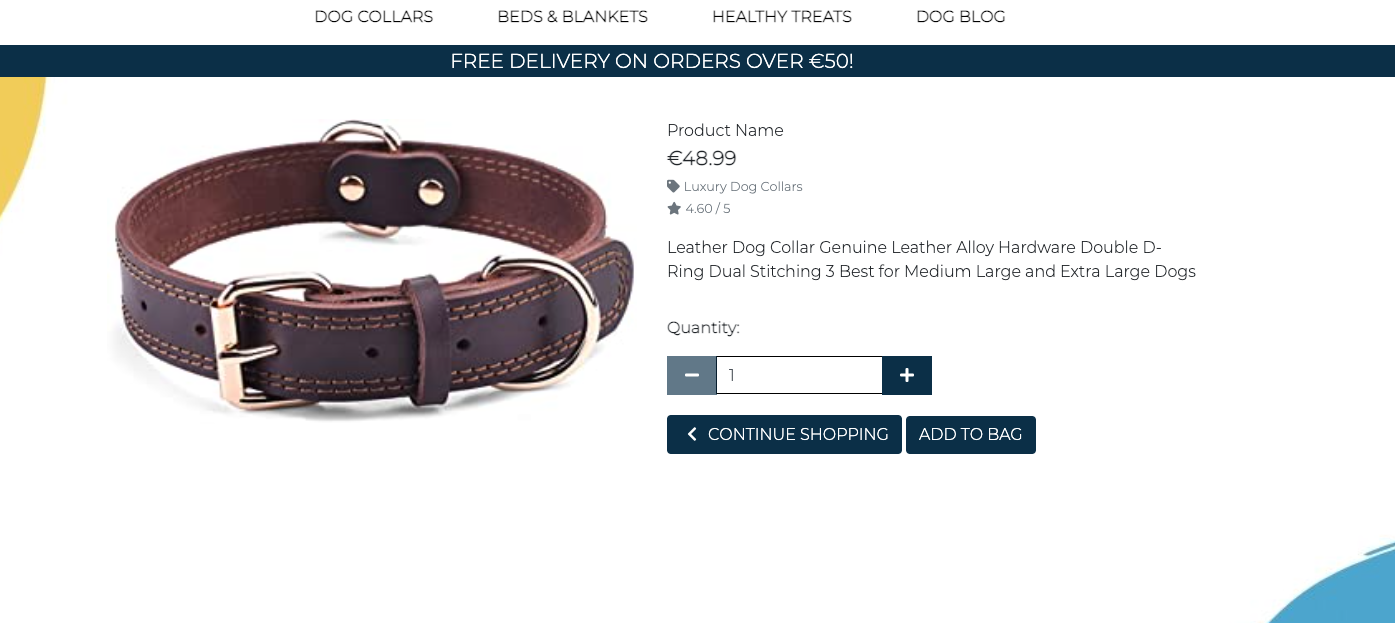 DOG COLLARS BEDS & BLANKETS HEALTHY TREATS DOG BLOG
FREE DELIVERY ON ORDERS OVER €50!
Product Name
€48.99
Luxury Dog Collars
4.60 / 5
Leather Dog Collar Genuine Leather Alloy Hardware Double D-
Ring Dual Stitching 3 Best for Medium Large and Extra Large Dogs
Quantity:
1
CONTINUE SHOPPING ADD TO BAG